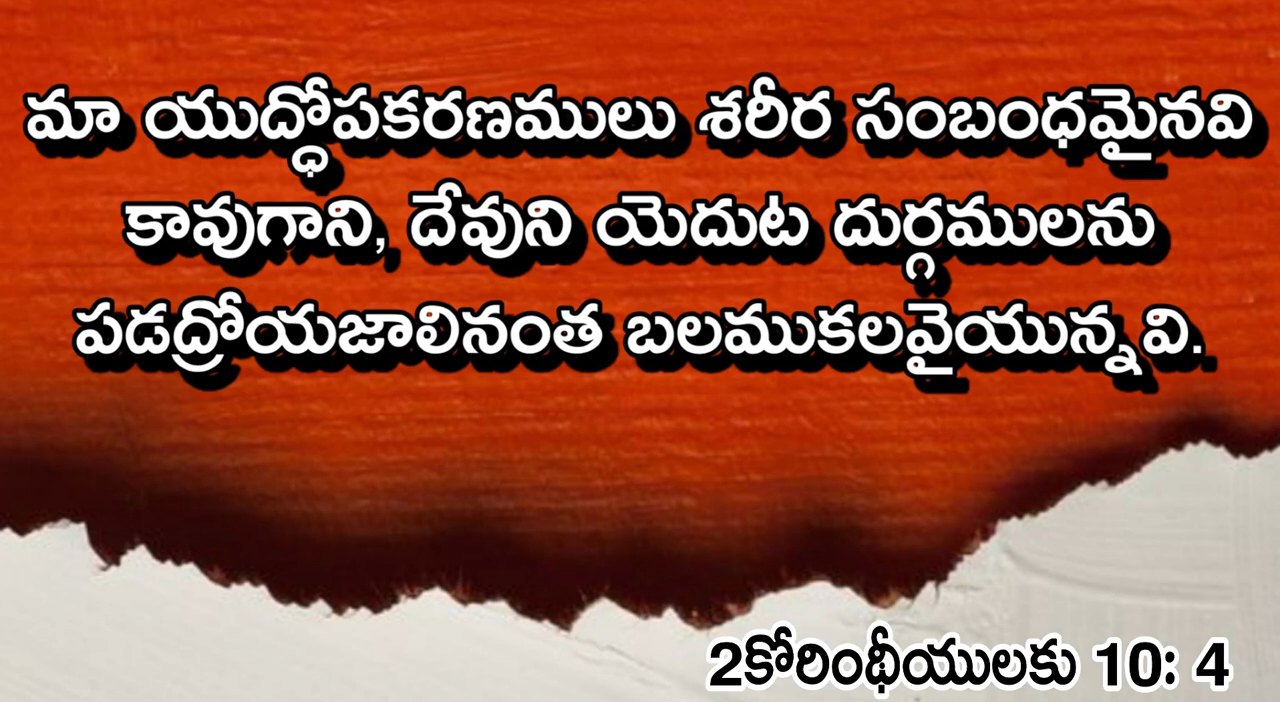 మా యుద్ధోపకరణములు శరీర సంబంధమైనవి
కావుగాని, దేవుని యెదుట దుర్గములను
పడద్రోయజాలినంత బలముకలవైయున్నవి.
2కోరింథీయులకు 10: 4